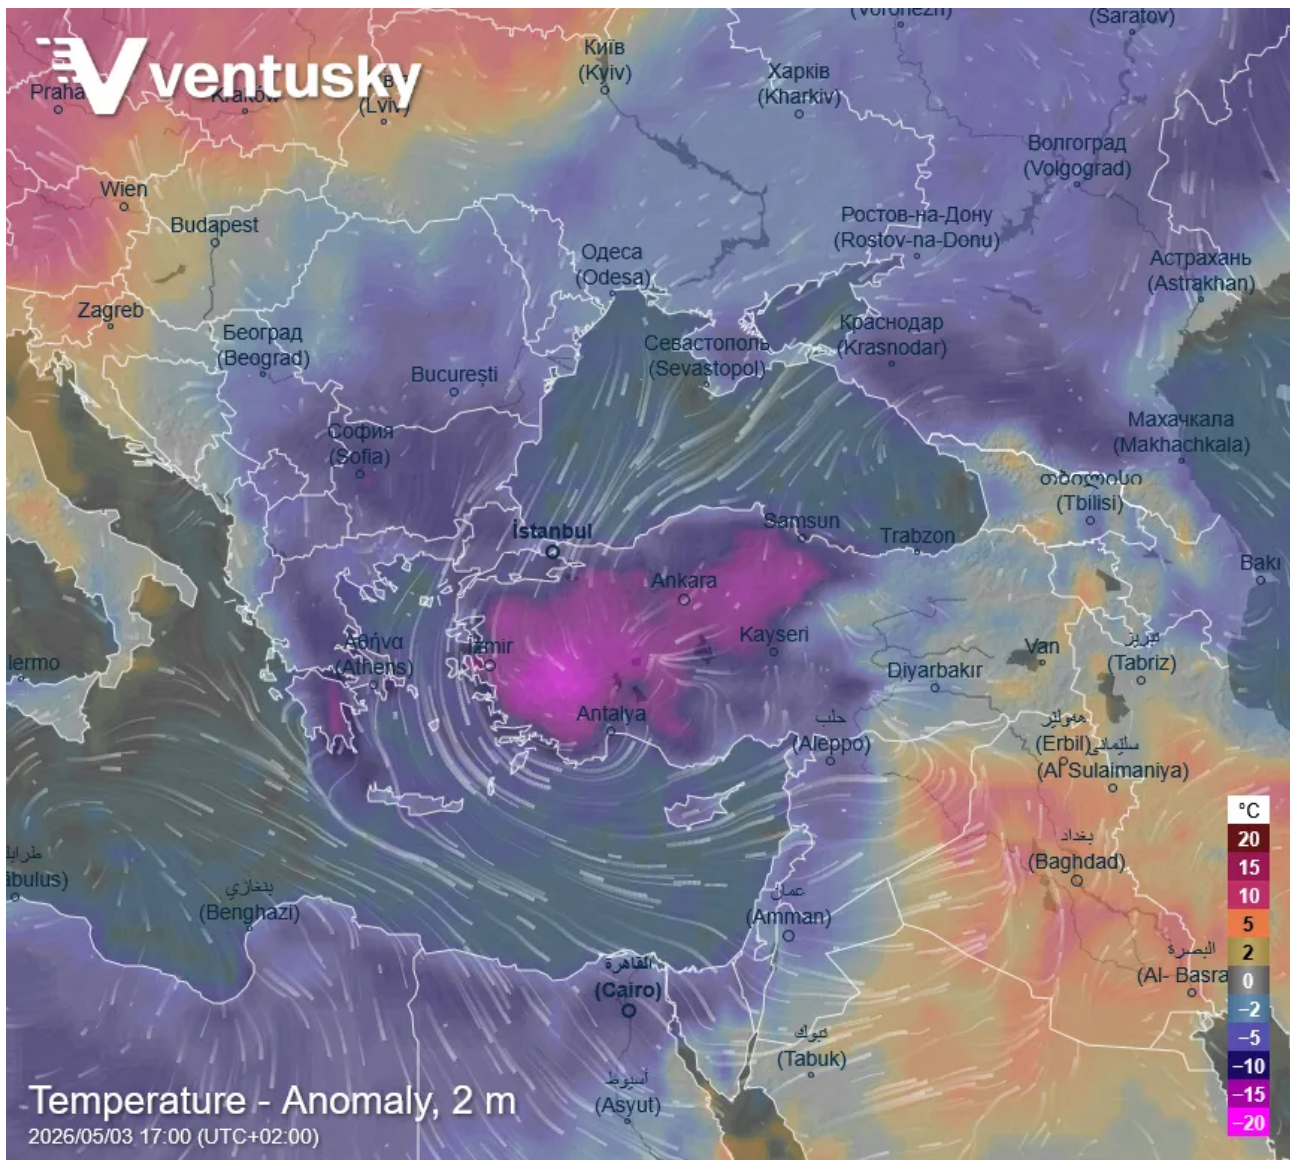 (Saratov)
Київ
(Kyiv)
Харків
(Kharkiv)
ventusky
Praha
Kraków
(Lviv)
Волгоград
(Volgograd)
Wien
Budapest
Ростов-на-Дону
(Rostov-na-Donu)
Одеса
(Odesa)
Астрахань
(Astrakhan)
Zagreb
Београд
(Beograd)
Севастополь
(Sevastopol)
Краснодар
(Krasnodar)
București
София
(Sofia)
Махачкала
(Makhachkala)
თბილისი
(Tbilisi)
İstanbul
Samsun
Trabzon
Bakı
Ankara
Αθήνα
(Athens)
İzmir
Kayseri
Van
تبریز
(Tabriz)
Diyarbakır
Antalya
حلب
(Aleppo)
هەولێر
(Erbil)
سلێمانی
(Al Sulaimaniya)
°C
20
15
10
5
2
0
−2
−5
−10
−15
−20
بغداد
(Baghdad)
بنغازي
(Benghazi)
عمان
(Amman)
القاهرة
(Cairo)
البصرة
(Al- Basra
تبوك
(Tabuk)
أسيوط
(Asyut)
Temperature - Anomaly, 2 m
2026/05/03 17:00 (UTC+02:00)